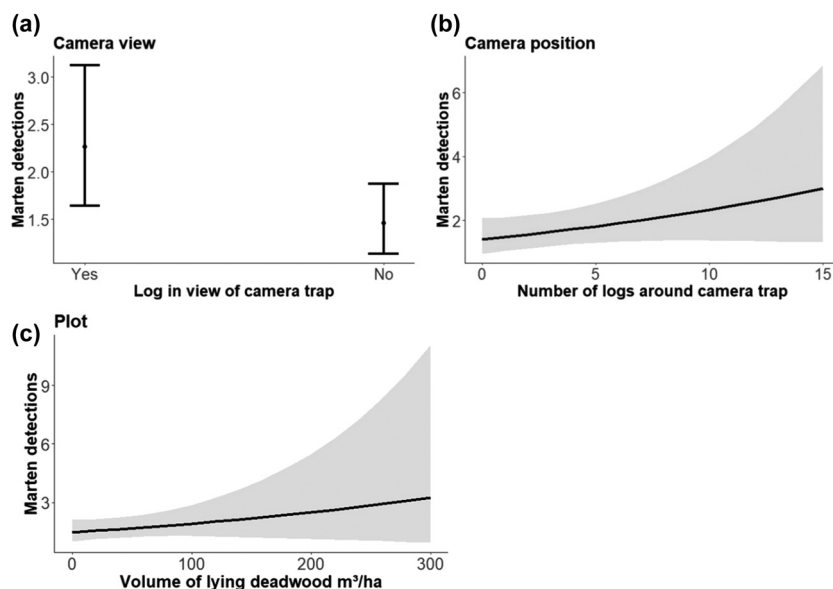 (a)
Camera view
Marten detections
3.0
2.5
2.0
1.5
Yes
No
Log in view of camera trap
(b)
Camera position
Marten detections
6
4
2
0
5
10
15
Number of logs around camera trap
(c)
Plot
Marten detections
9
6
3
0
100
200
300
Volume of lying deadwood m³/ha